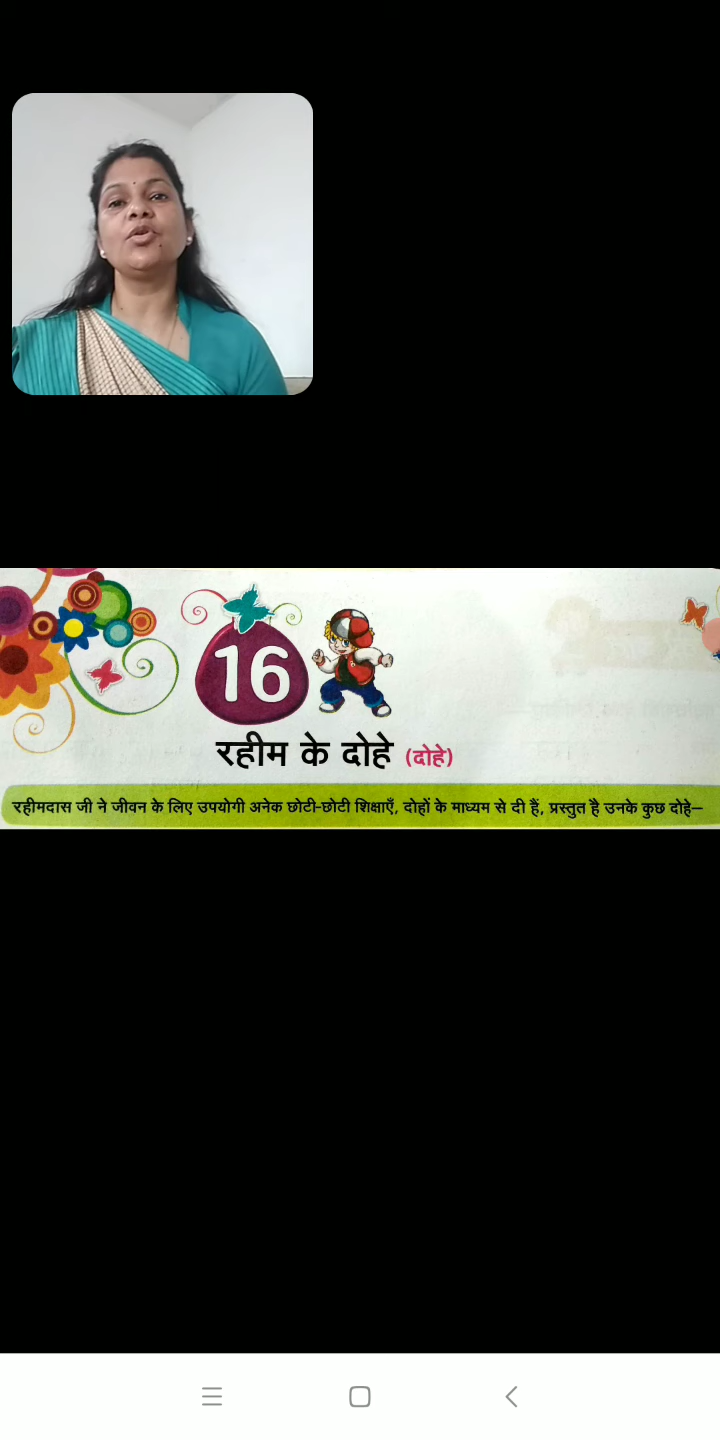 16
रहीम के दोहे (दोहे)
रहीमदास जी ने जीवन के लिए उपयोगी अनेक छोटी-छोटी शिक्षाएँ, दोहों के माध्यम से दी हैं, प्रस्तुत है उनके कुछ दोहे—